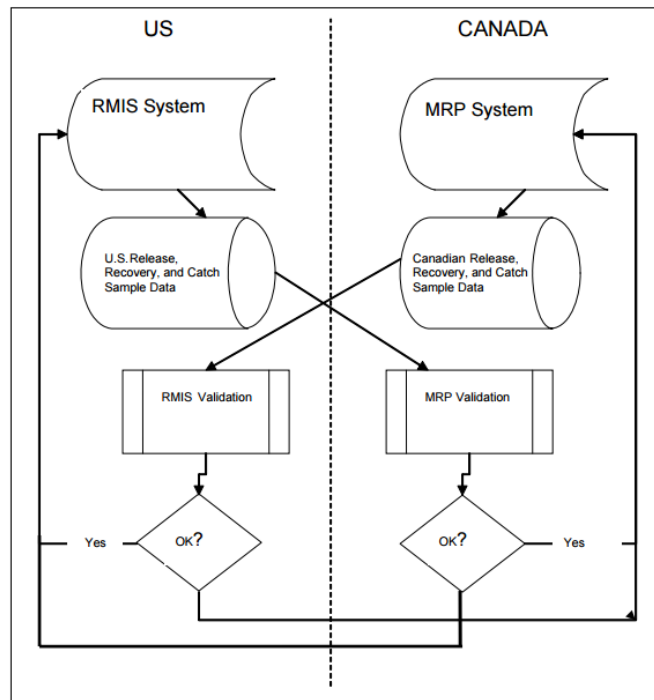 US
CANADA
RMIS System
MRP System
U.S. Release,
Recovery, and Catch
Sample Data
Canadian Release,
Recovery, and Catch
Sample Data
RMIS Validation
MRP Validation
Yes
OK?
OK?
Yes